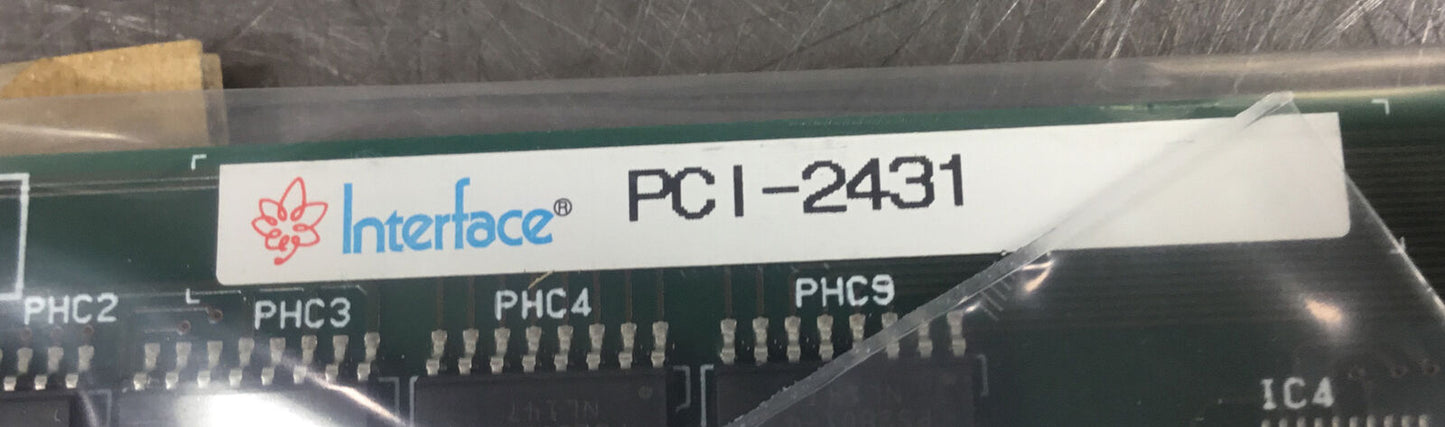 Interface® PCI-2431
PHC2 PHC3 PHC4 PHC9
IC4